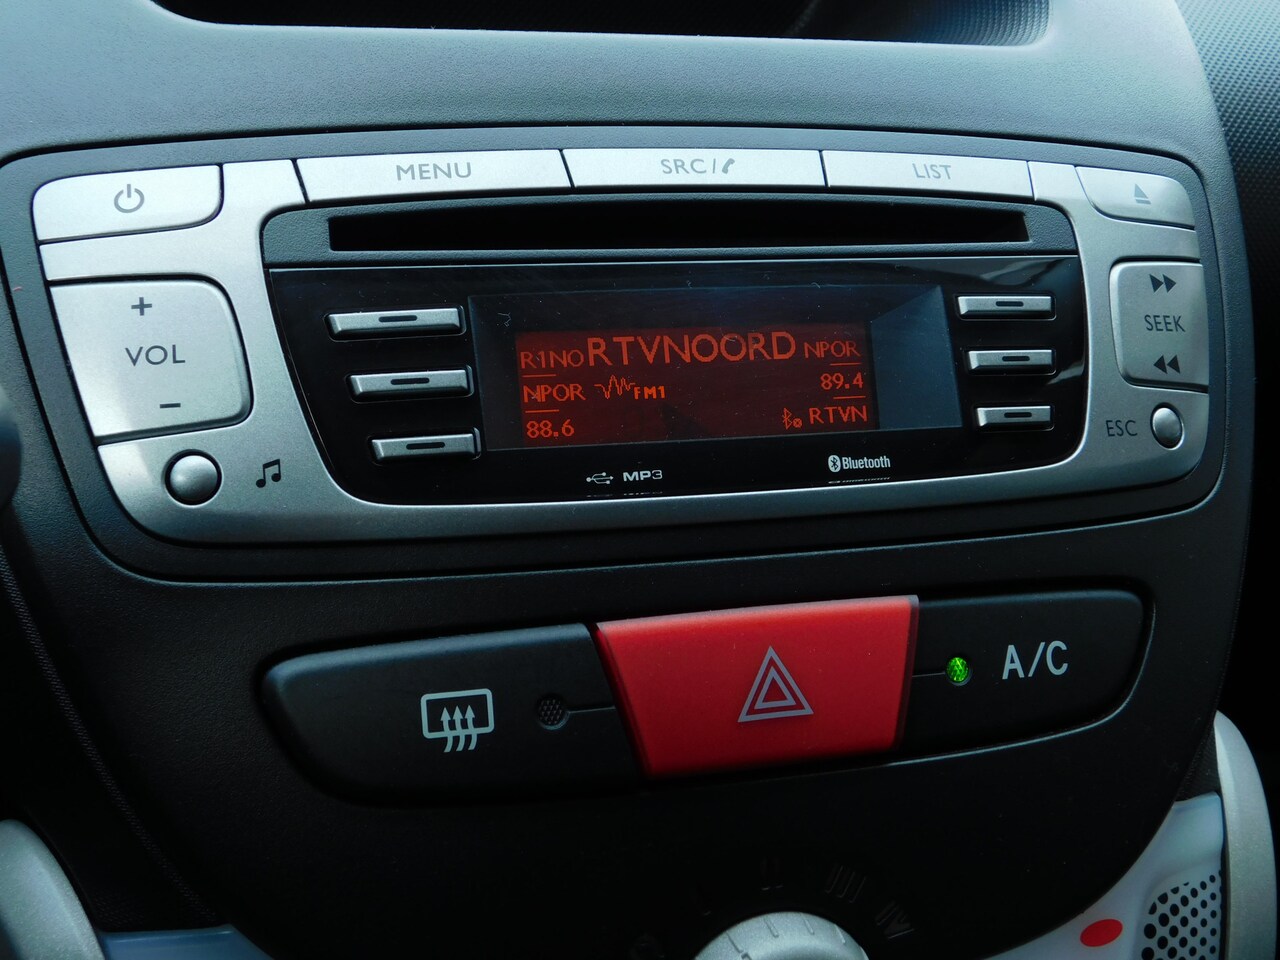 MENU
SRC/
LIST
+
VOL
−
R1NO RTVNOORD NPOR
NPOR FM1 89.4
88.6 RTVN
MP3
Bluetooth
SEEK
ESC
A/C